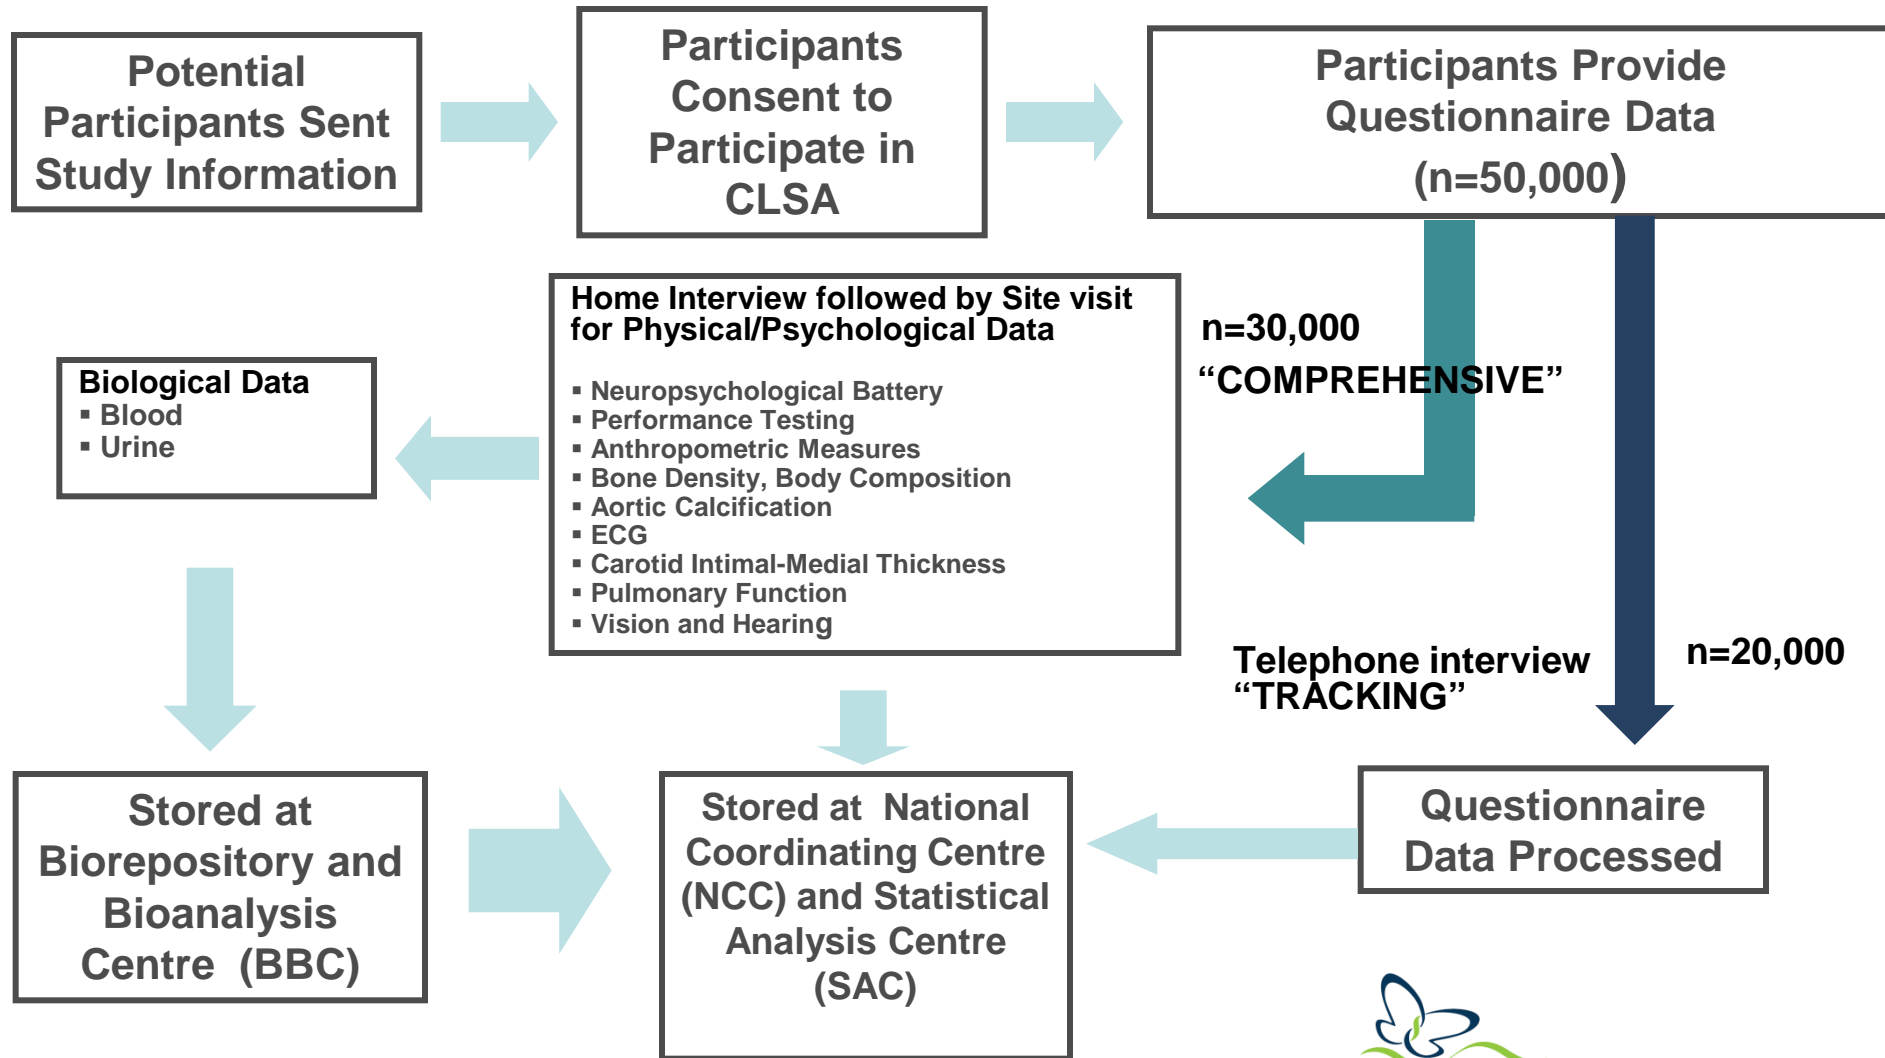 Potential
Participants Sent
Study Information
Participants
Consent to
Participate in
CLSA
Participants Provide
Questionnaire Data
(n=50,000)
Home Interview followed by Site visit
for Physical/Psychological Data
▪ Neuropsychological Battery
▪ Performance Testing
▪ Anthropometric Measures
▪ Bone Density, Body Composition
▪ Aortic Calcification
▪ ECG
▪ Carotid Intimal-Medial Thickness
▪ Pulmonary Function
▪ Vision and Hearing
n=30,000
“COMPREHENSIVE”
Biological Data
▪ Blood
▪ Urine
Telephone interview
“TRACKING”
n=20,000
Stored at
Biorepository and
Bioanalysis
Centre (BBC)
Stored at National
Coordinating Centre
(NCC) and Statistical
Analysis Centre
(SAC)
Questionnaire
Data Processed